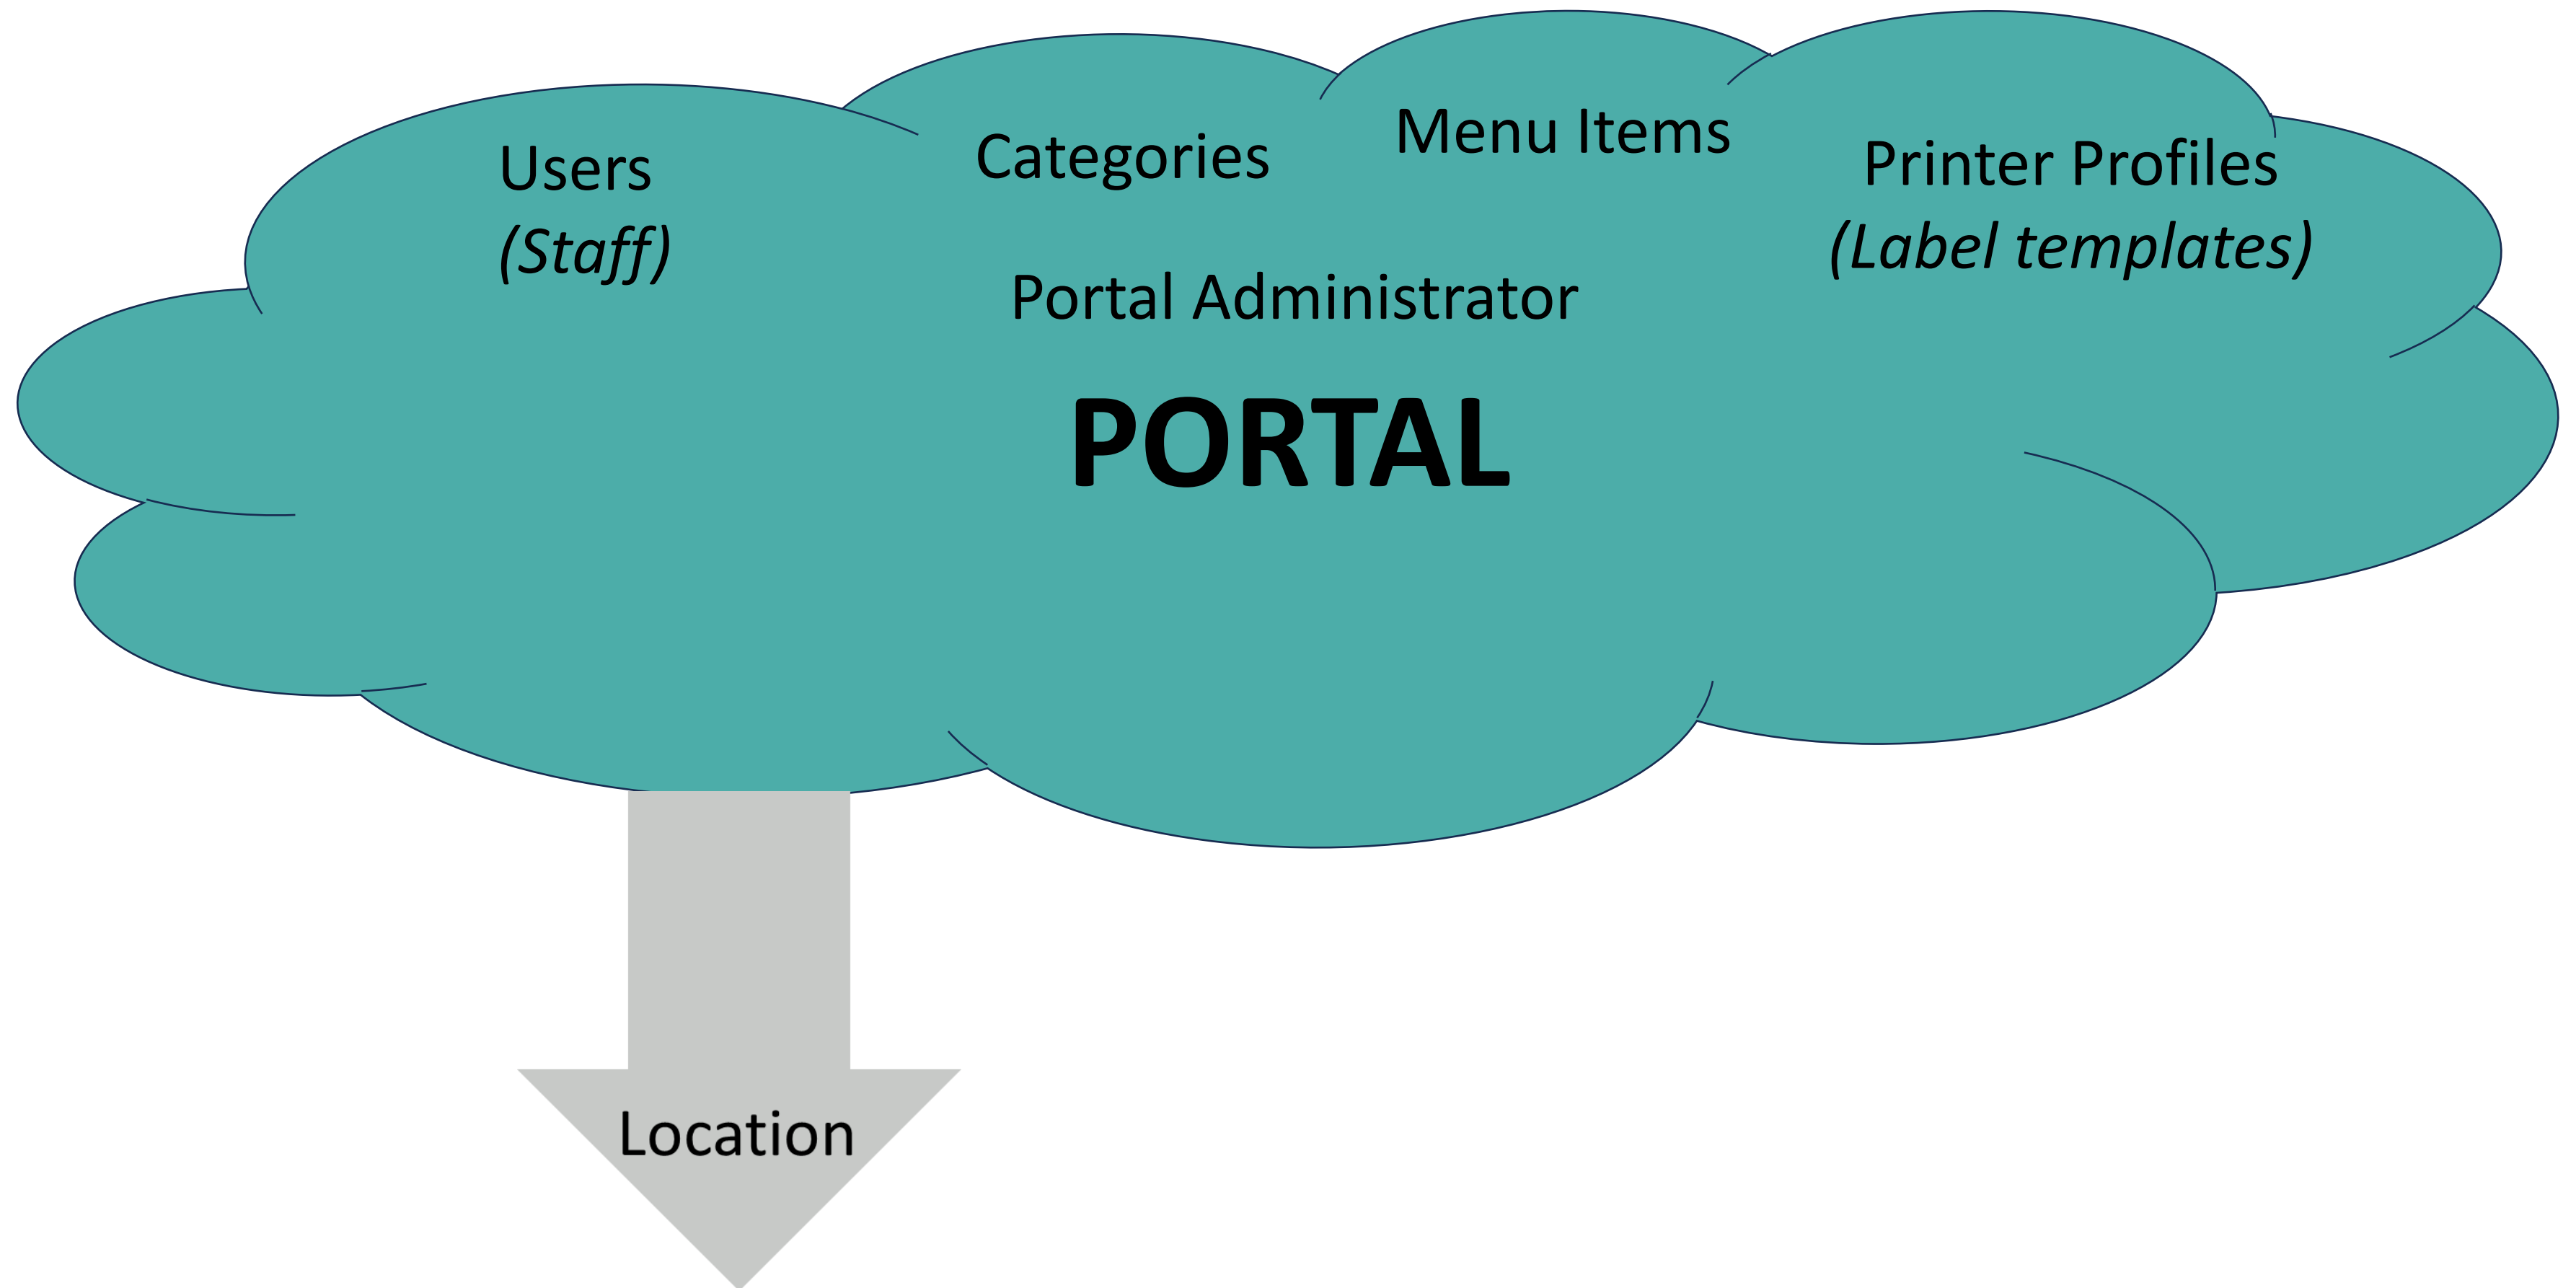 Users
(Staff)
Categories
Menu Items
Printer Profiles
(Label templates)
Portal Administrator
PORTAL
Location